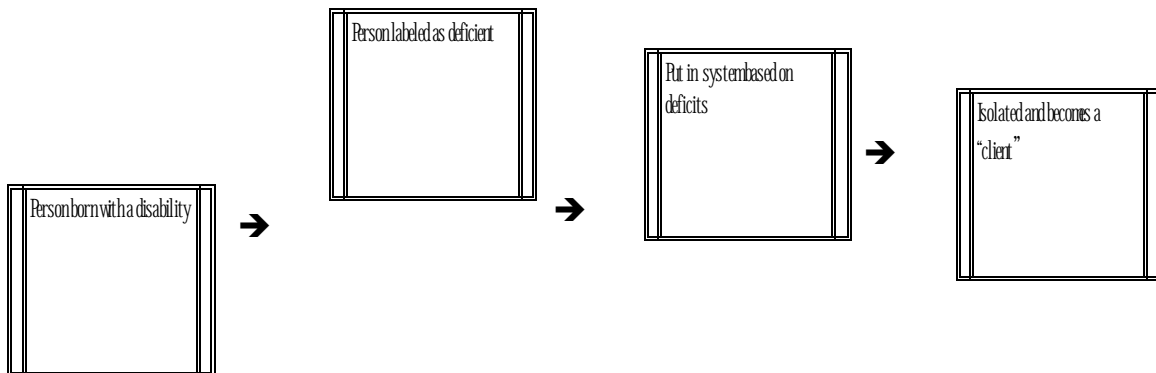 Person born with a disability
➔
Person labeled as deficient
➔
Put in system based on
deficits
➔
Isolated and becomes a
“client”